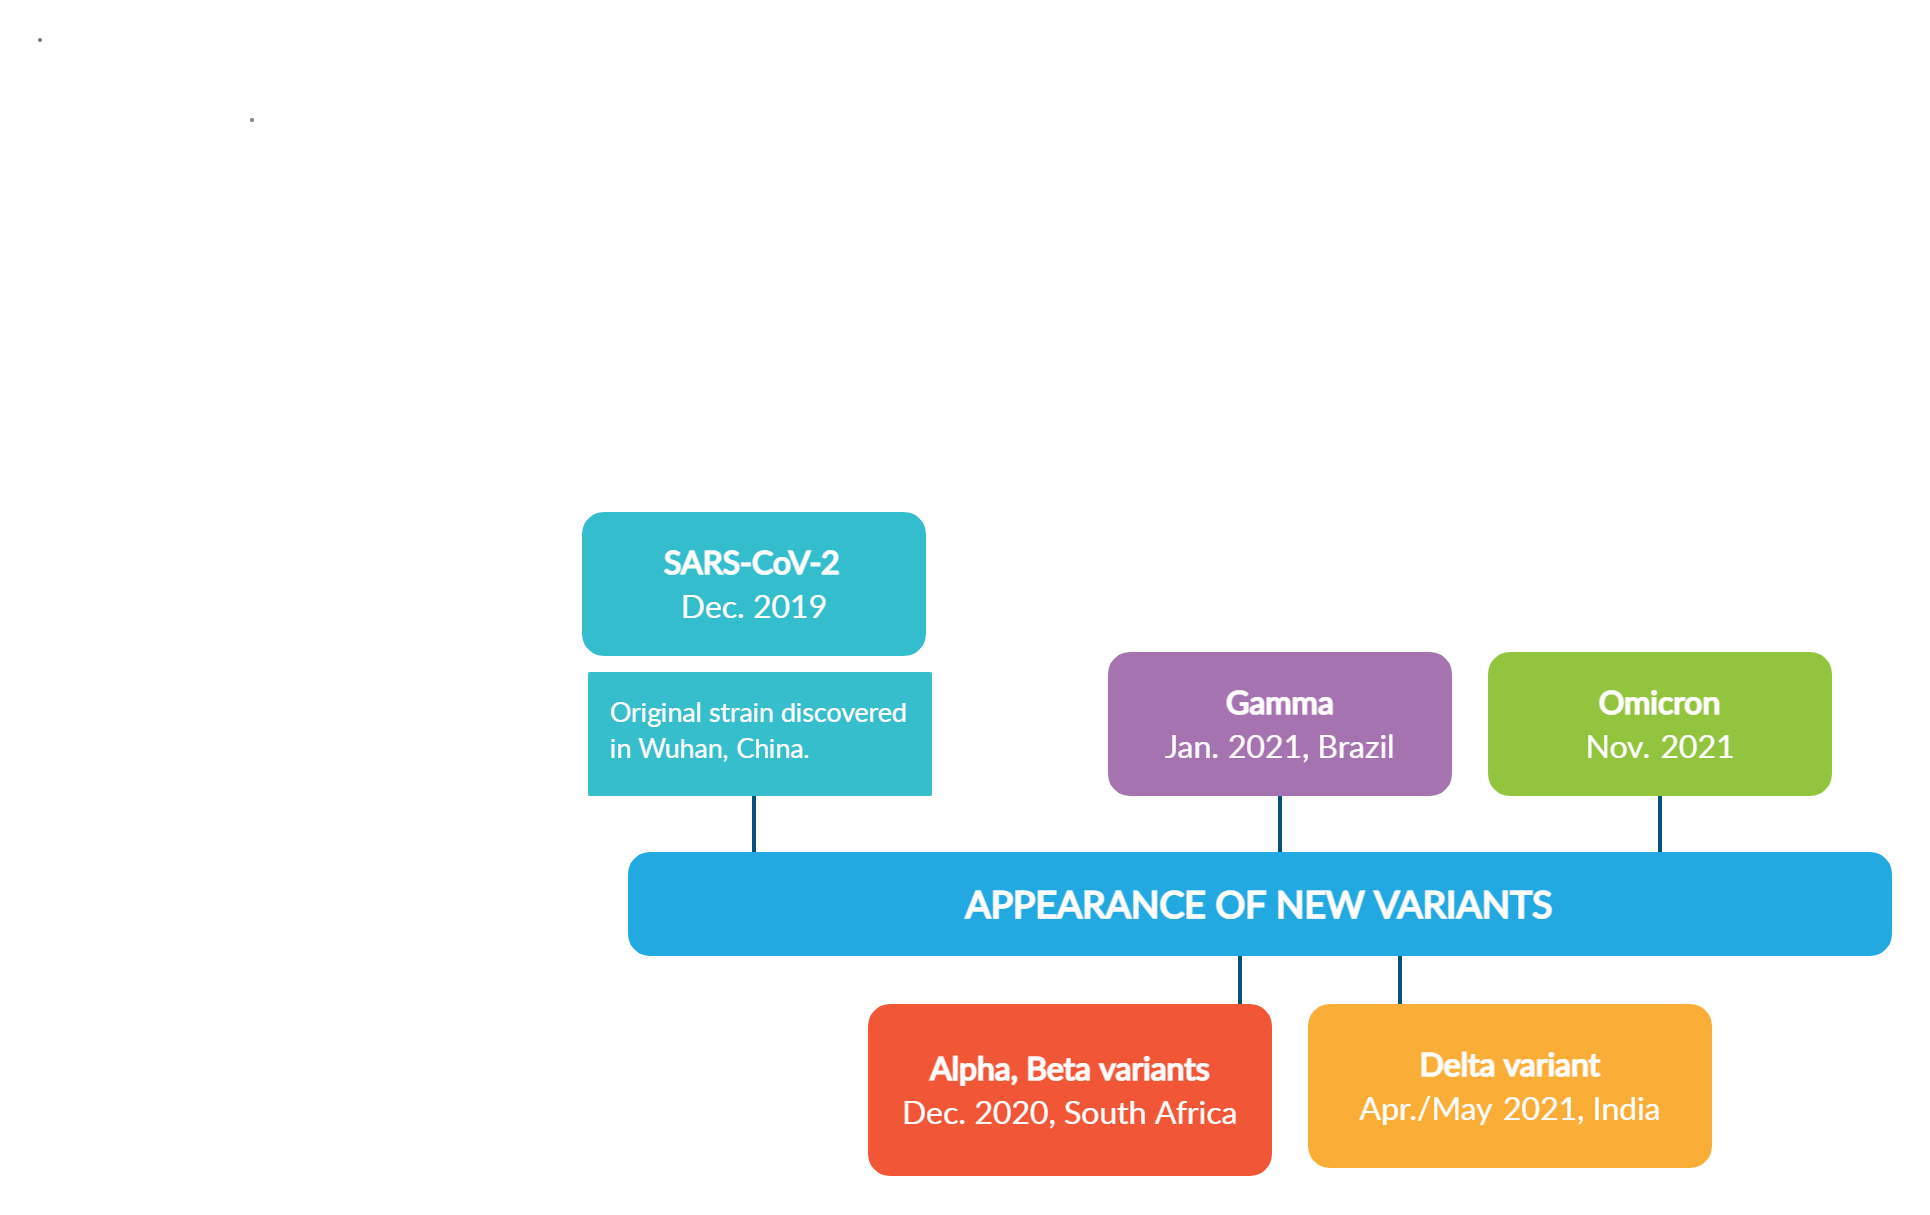 SARS-CoV-2
Dec. 2019
Original strain discovered
in Wuhan, China.
Gamma
Jan. 2021, Brazil
Omicron
Nov. 2021
APPEARANCE OF NEW VARIANTS
Alpha, Beta variants
Dec. 2020, South Africa
Delta variant
Apr./May 2021, India